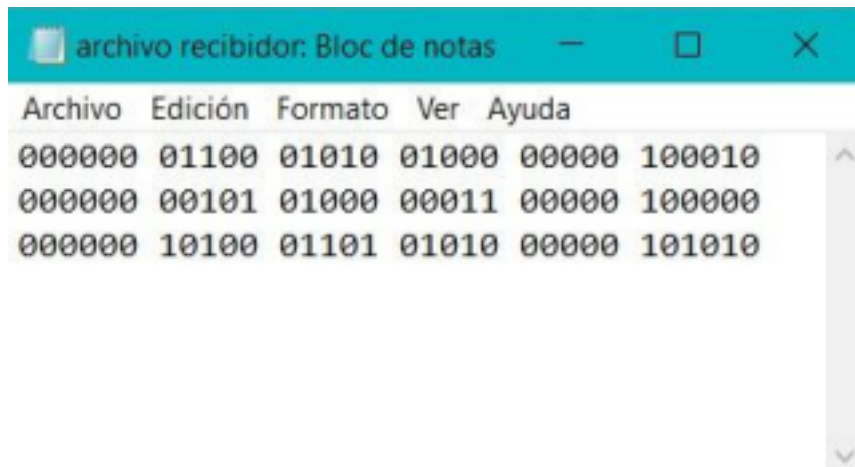 archivo recibidor: Bloc de notas
Archivo Edición Formato Ver Ayuda
000000 01100 01010 01000 00000 100010
000000 00101 01000 00011 00000 100000
000000 10100 01101 01010 00000 101010